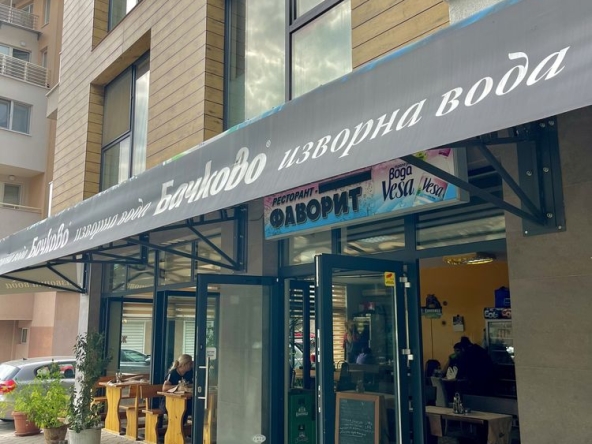 Бачково изворна вода Бачково® изворна вода
РЕСТОРАНТ
ФАВОРИТ
Вода
Vesa
Vesa